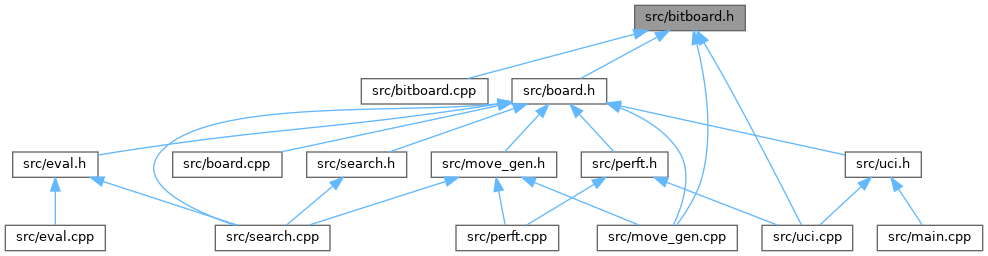 src/bitboard.h
src/bitboard.cpp
src/board.h
src/eval.h
src/board.cpp
src/search.h
src/move_gen.h
src/perft.h
src/uci.h
src/eval.cpp
src/search.cpp
src/perft.cpp
src/move_gen.cpp
src/uci.cpp
src/main.cpp